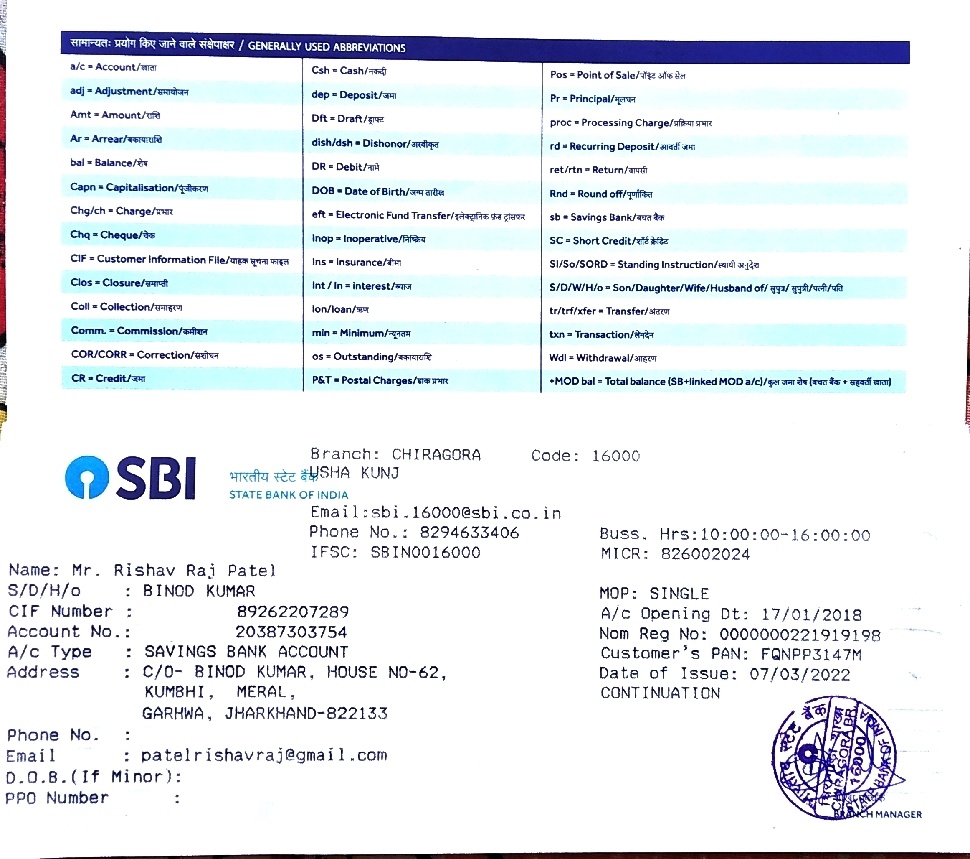 सामान्यतः प्रयोग किए जाने वाले संक्षेपाक्षर / GENERALLY USED ABBREVIATIONS
a/c = Account/खाता
adj = Adjustment/समायोजन
Amt = Amount/राशि
Ar = Arrear/बकायाराशि
bal = Balance/शेष
Capn = Capitalisation/पूंजीकरण
Chg/ch = Charge/प्रभार
Chq = Cheque/चेक
CIF = Customer Information File/ग्राहक सूचना फाइल
Clos = Closure/समाप्ती
Coll = Collection/समाहरण
Comm. = Commission/कमीशन
COR/CORR = Correction/संशोधन
CR = Credit/जमा
Csh = Cash/नकदी
dep = Deposit/जमा
Dft = Draft/ड्राफ्ट
dish/dsh = Dishonor/अस्वीकृत
DR = Debit/नामे
DOB = Date of Birth/जन्म तारीख
eft = Electronic Fund Transfer/इलेक्ट्रानिक फ़ंड ट्रांसफर
Inop = Inoperative/निष्क्रिय
Ins = Insurance/बीमा
Int / In = interest/ब्याज
lon/loan/ऋण
min = Minimum/न्यूनतम
os = Outstanding/बकायाराशि
P&T = Postal Charges/डाक प्रभार
Pos = Point of Sale/पॉइंट ऑफ सेल
Pr = Principal/मूलधन
proc = Processing Charge/प्रक्रिया प्रभार
rd = Recurring Deposit/आवर्ती जमा
ret/rtn = Return/वापसी
Rnd = Round off/पूर्णांकित
sb = Savings Bank/बचत बैंक
SC = Short Credit/शॉर्ट क्रेडिट
SI/So/SORD = Standing Instruction/स्थायी अनुदेश
S/D/W/H/o = Son/Daughter/Wife/Husband of/ सुपुत्र/ सुपुत्री/पत्नी/पति
tr/trf/xfer = Transfer/अंतरण
txn = Transaction/लेनदेन
Wdl = Withdrawal/आहरण
+MOD bal = Total balance (SB+linked MOD a/c)/कुल जमा शेष (बचत बैंक + सहवर्ती खाता)
SBI
भारतीय स्टेट बैंक
STATE BANK OF INDIA
Branch: CHIRAGORA Code: 16000
USHA KUNJ
Email:sbi.16000@sbi.co.in
Phone No.: 8294633406 Buss. Hrs:10:00:00-16:00:00
IFSC: SBIN0016000 MICR: 826002024
Name: Mr. Rishav Raj Patel
S/D/H/o : BINOD KUMAR MOP: SINGLE
CIF Number : 89262207289 A/c Opening Dt: 17/01/2018
Account No.: 20387303754 Nom Reg No: 0000000221919198
A/c Type : SAVINGS BANK ACCOUNT Customer's PAN: FQNPP3147M
Address : C/O- BINOD KUMAR, HOUSE NO-62, Date of Issue: 07/03/2022
KUMBHI, MERAL, CONTINUATION
GARHWA, JHARKHAND-822133
Phone No. :
Email : patelrishavraj@gmail.com
D.O.B.(If Minor):
PPO Number :
भारतीय स्टेट बैंक
STATE BANK OF INDIA
CHIRAGORA BR.
16000
BRANCH MANAGER